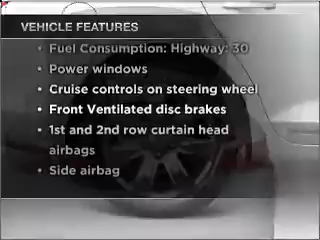 VEHICLE FEATURES
• Fuel Consumption: Highway: 30
• Power windows
• Cruise controls on steering wheel
• Front Ventilated disc brakes
• 1st and 2nd row curtain head
airbags
• Side airbag